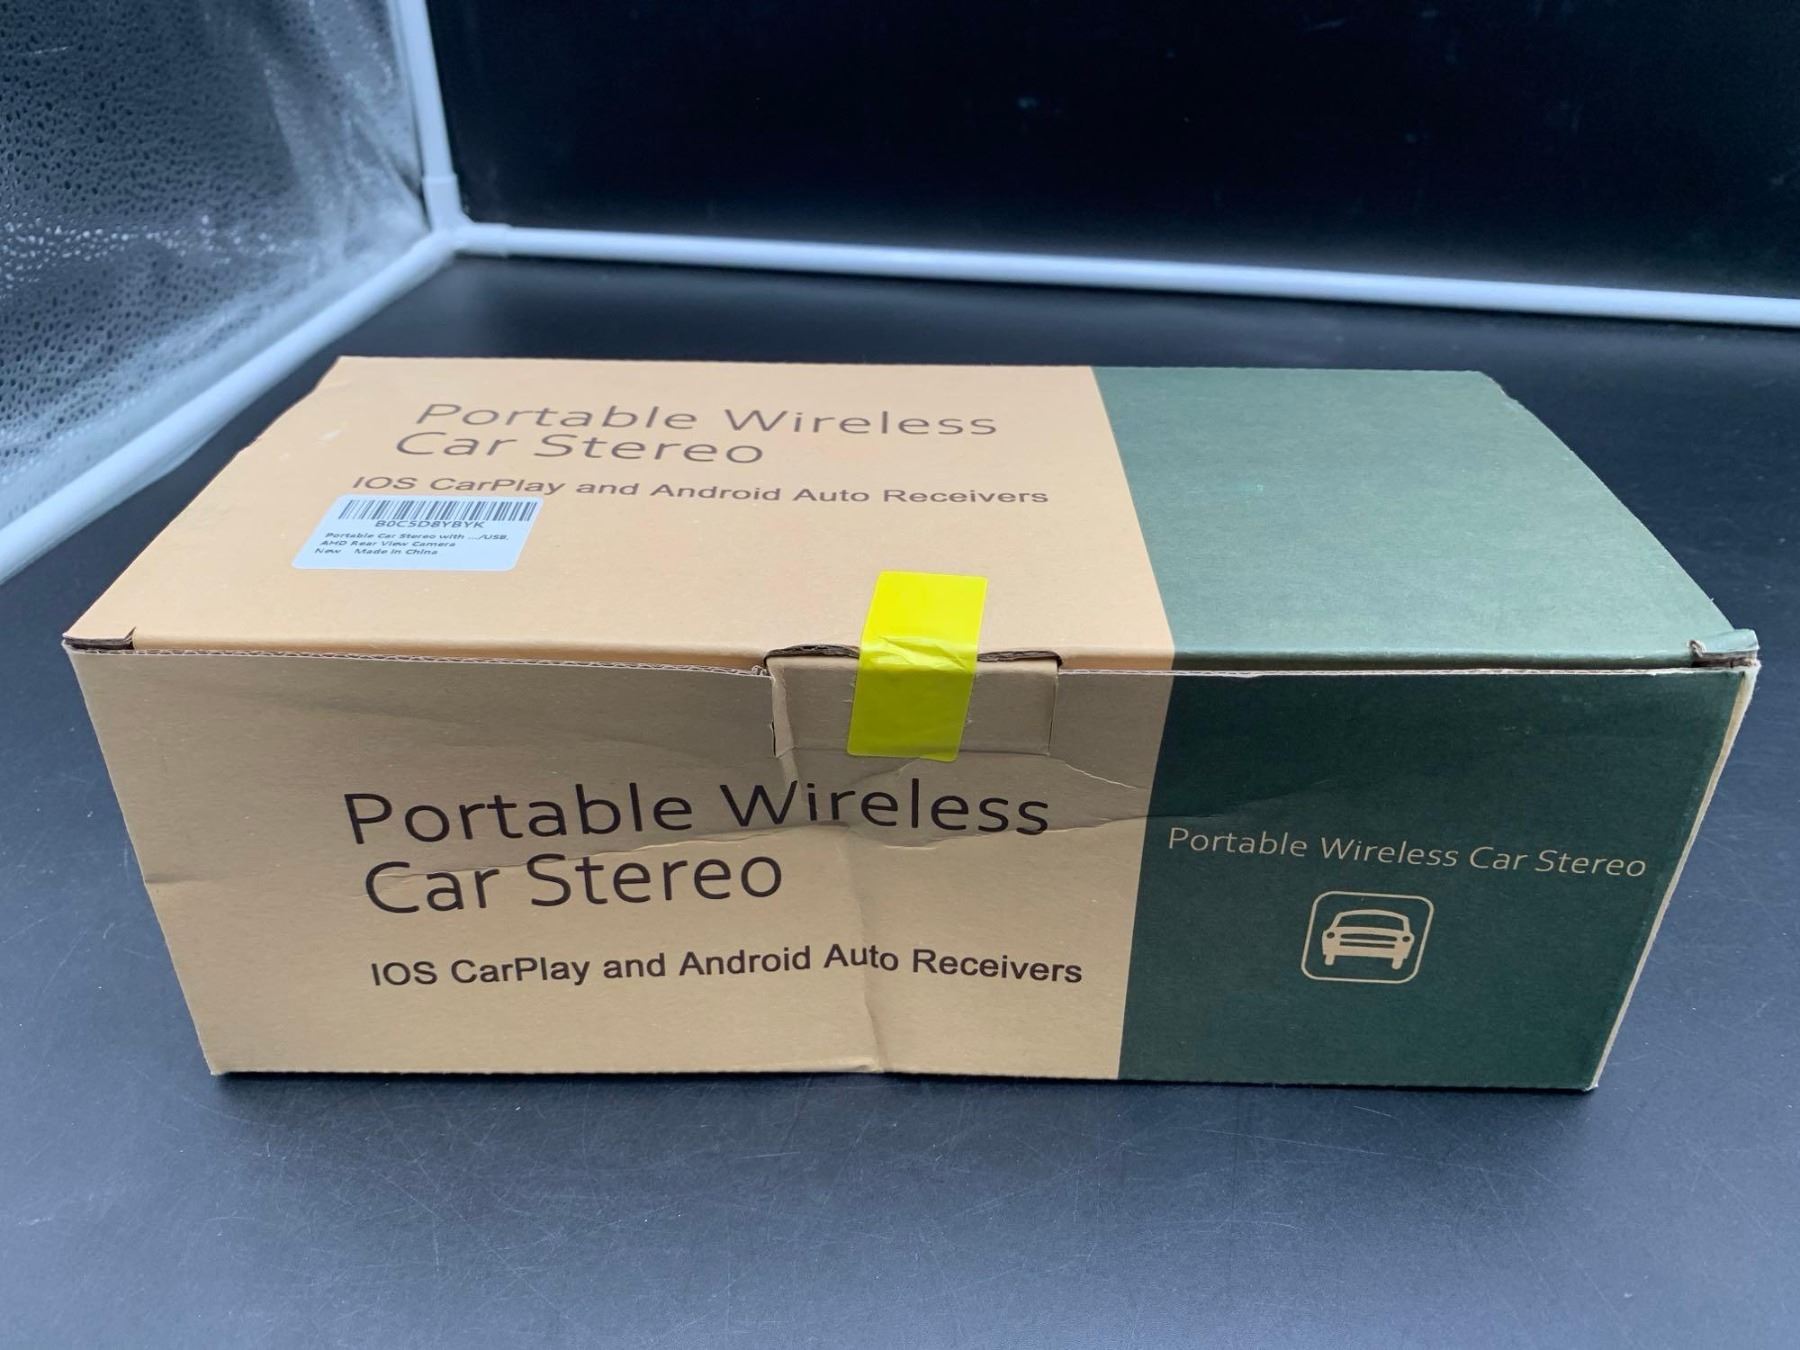 Portable Wireless
Car Stereo
IOS CarPlay and Android Auto Receivers
B0C5D8YBYK
Portable Car Stereo with .../USB,
AHD Rear View Camera
New Made in China
Portable Wireless
Car Stereo
IOS CarPlay and Android Auto Receivers
Portable Wireless Car Stereo